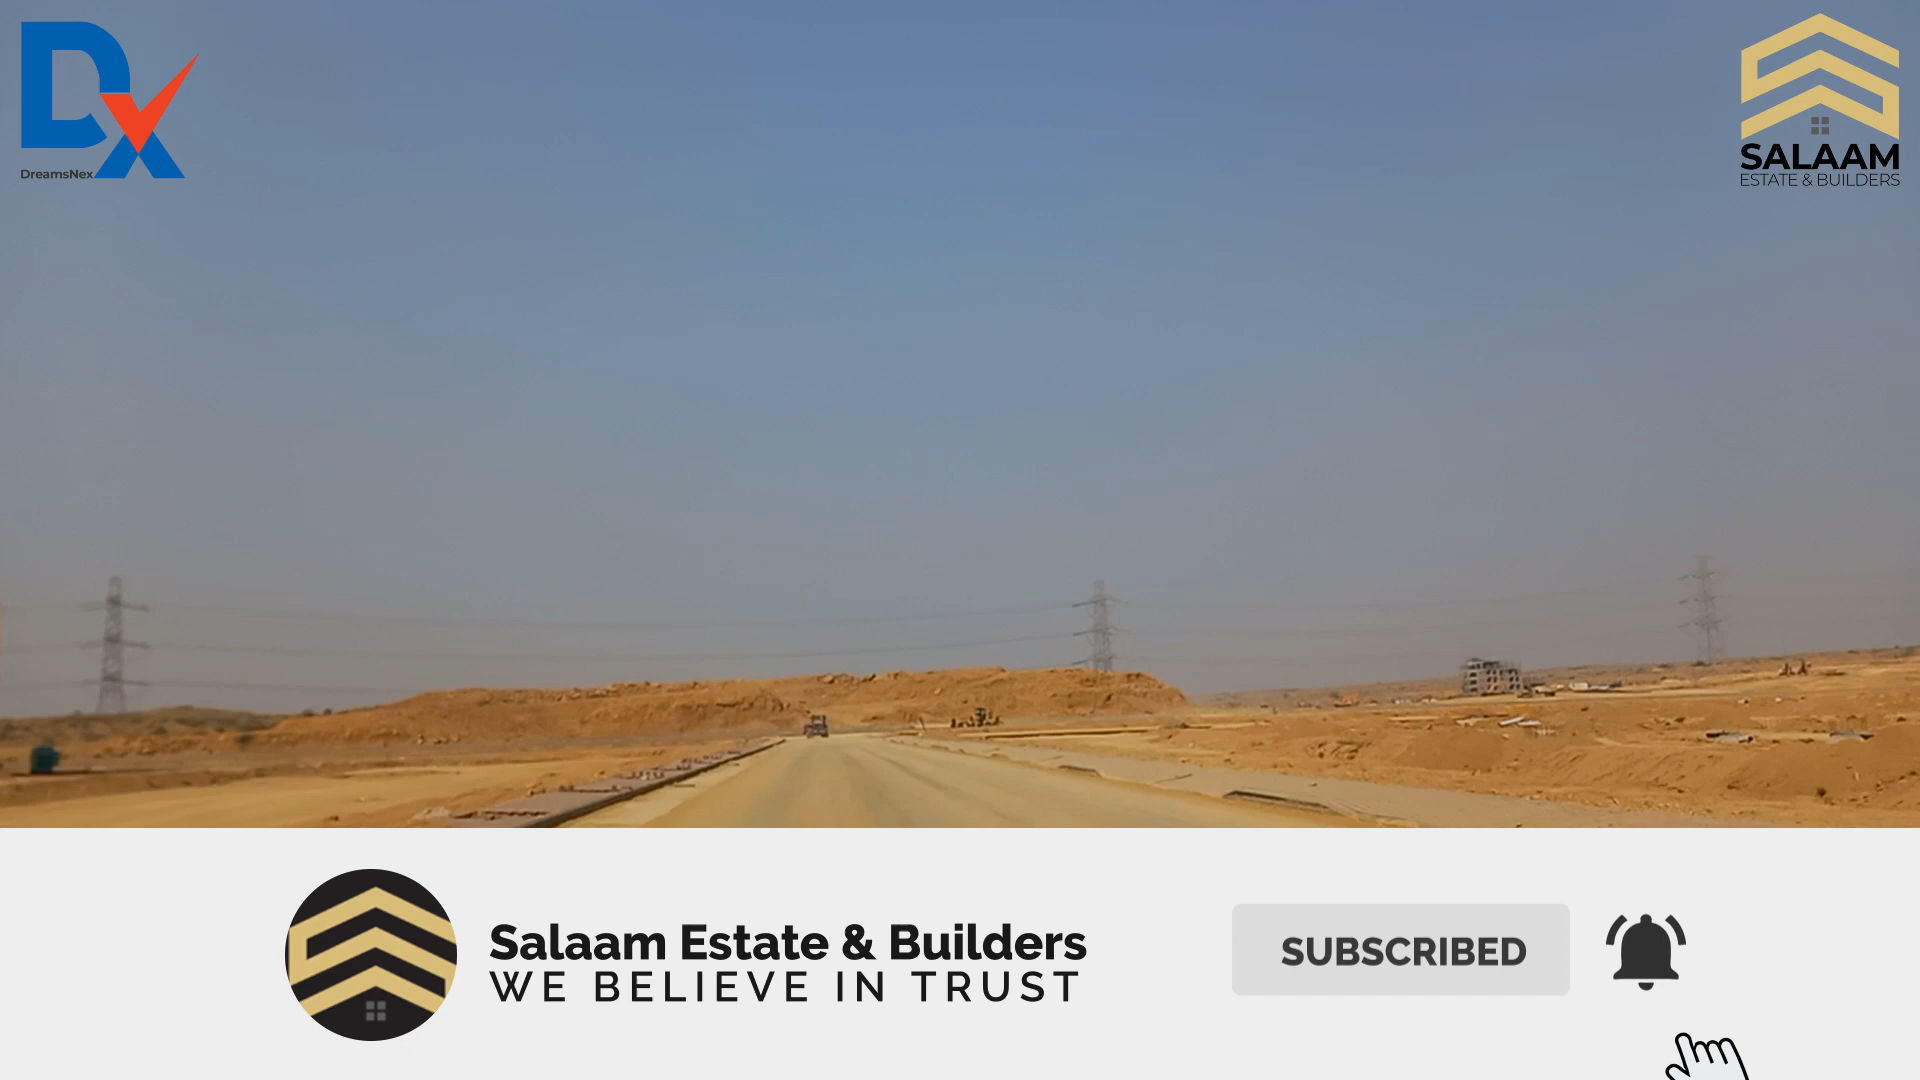 DreamsNex
SALAAM
ESTATE & BUILDERS
Salaam Estate & Builders
WE BELIEVE IN TRUST
SUBSCRIBED